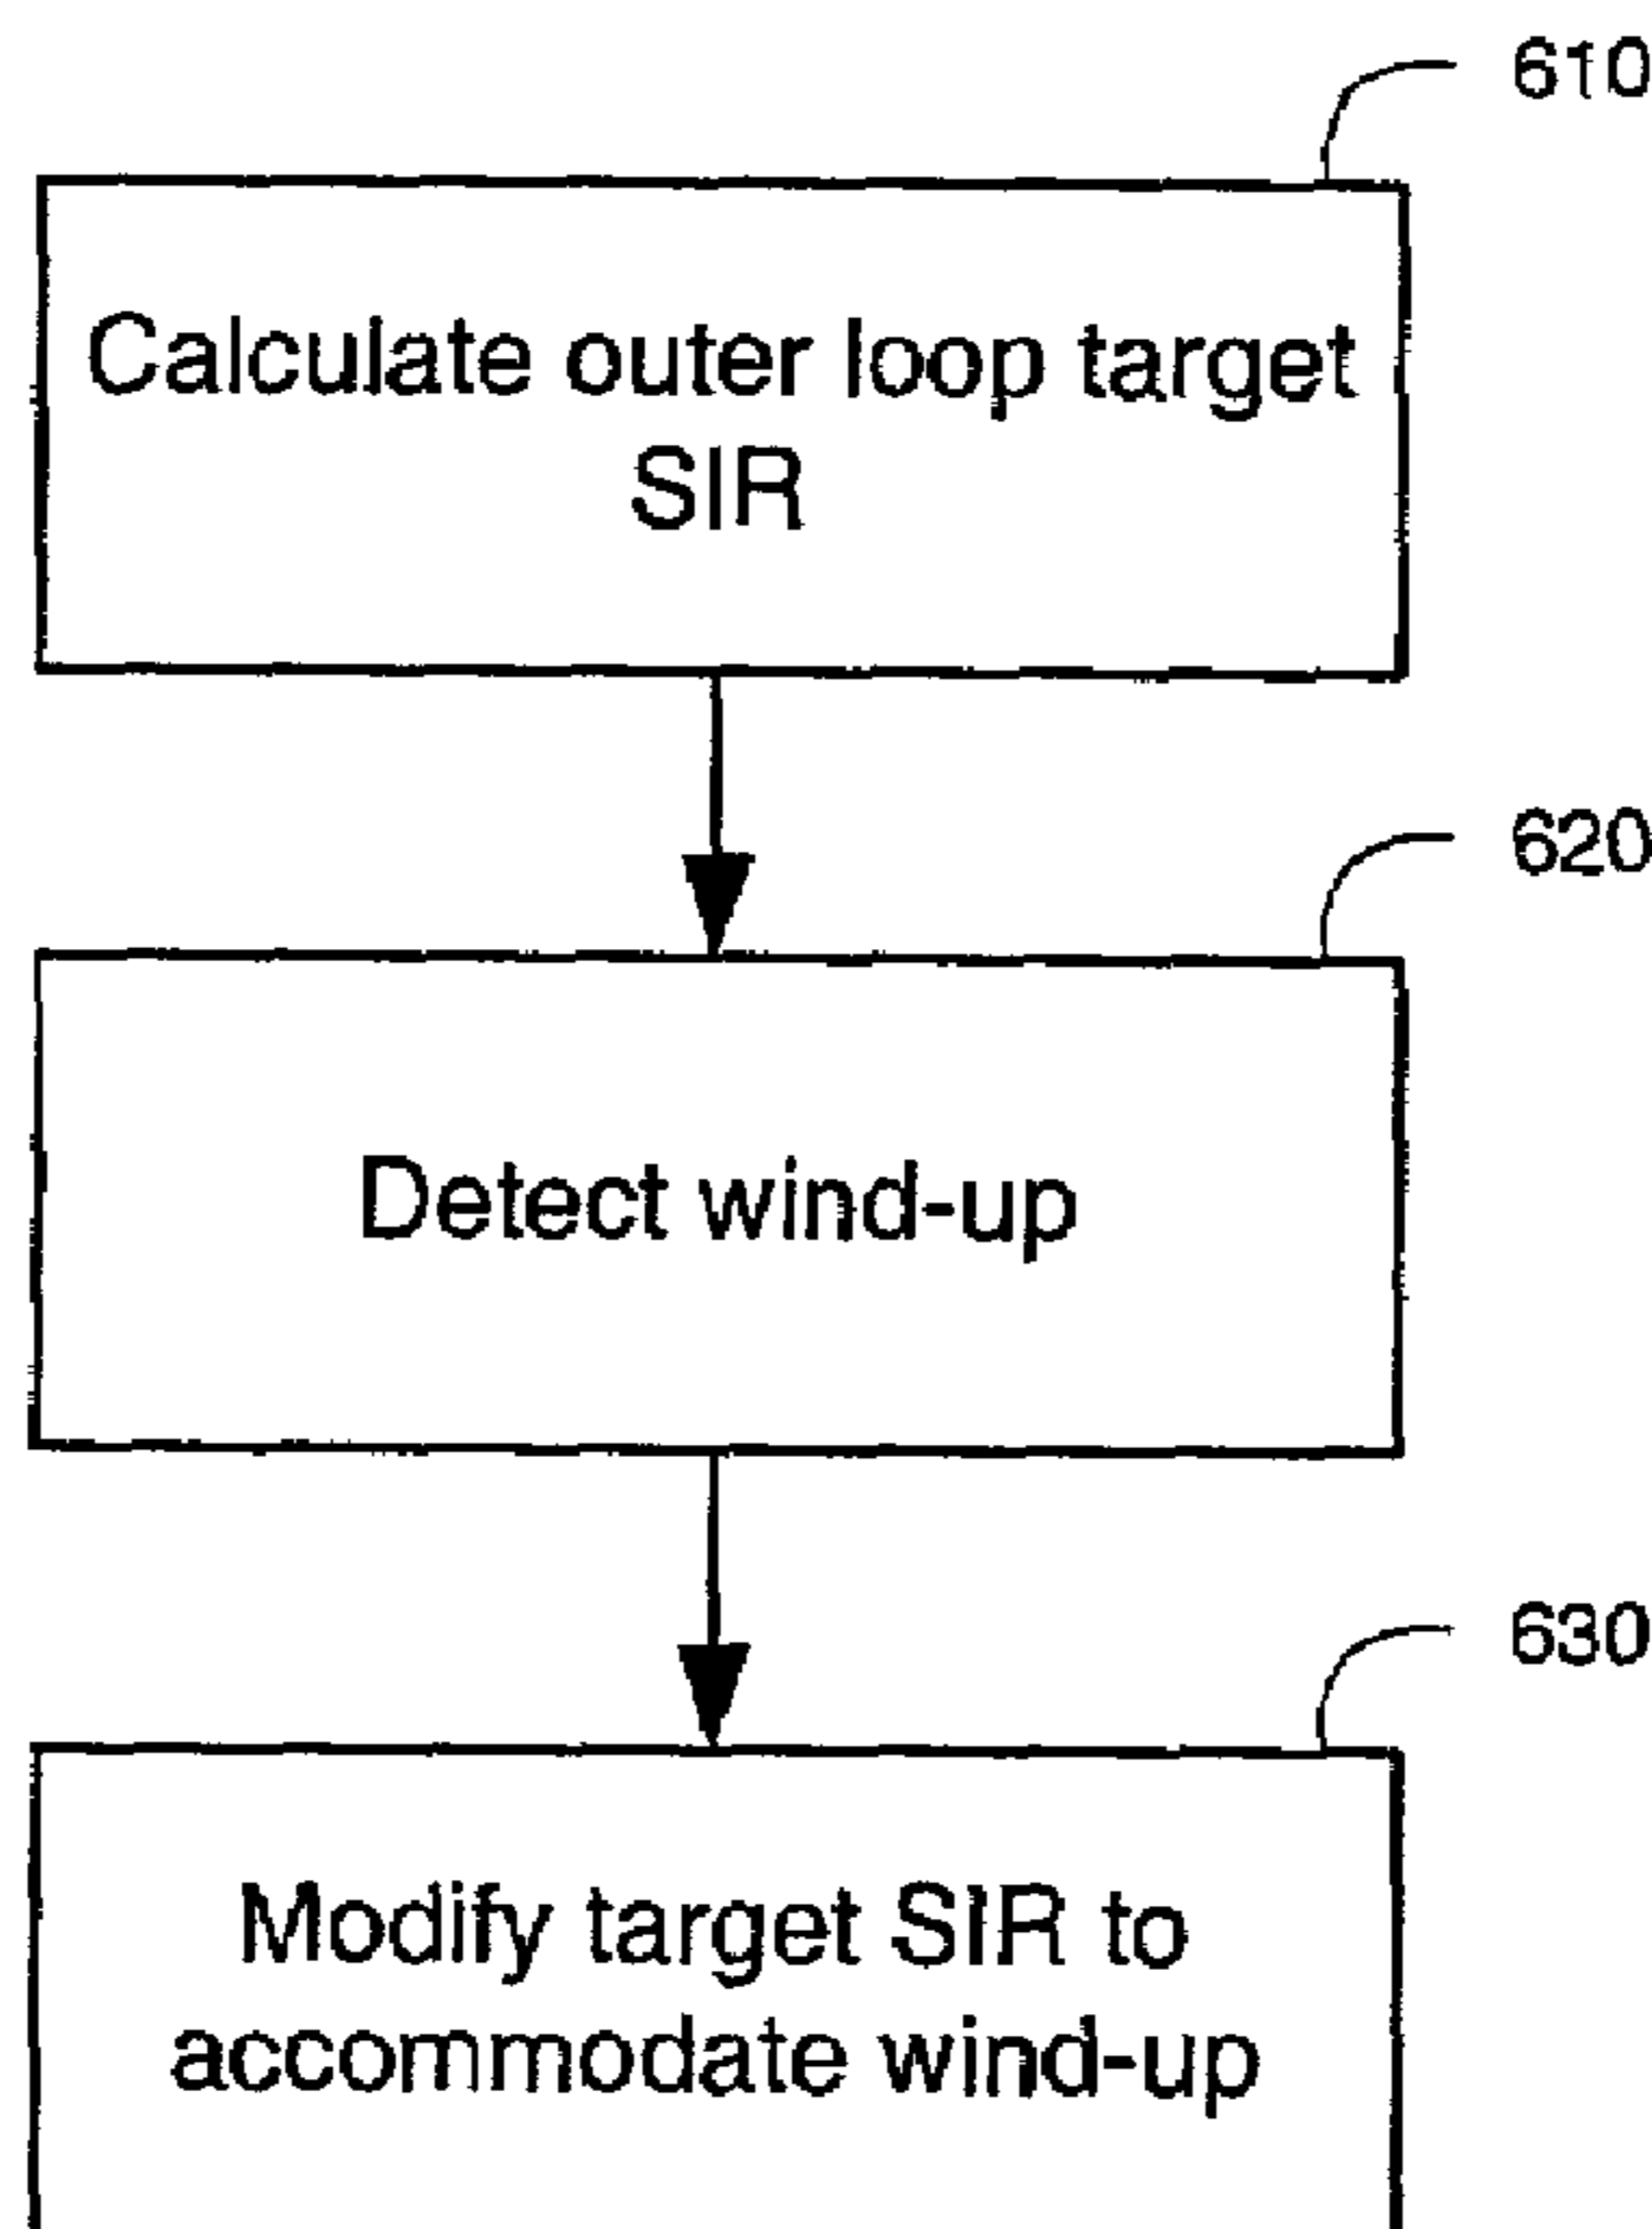 610
Calculate outer loop target
SIR
620
Detect wind-up
630
Modify target SIR to
accommodate wind-up